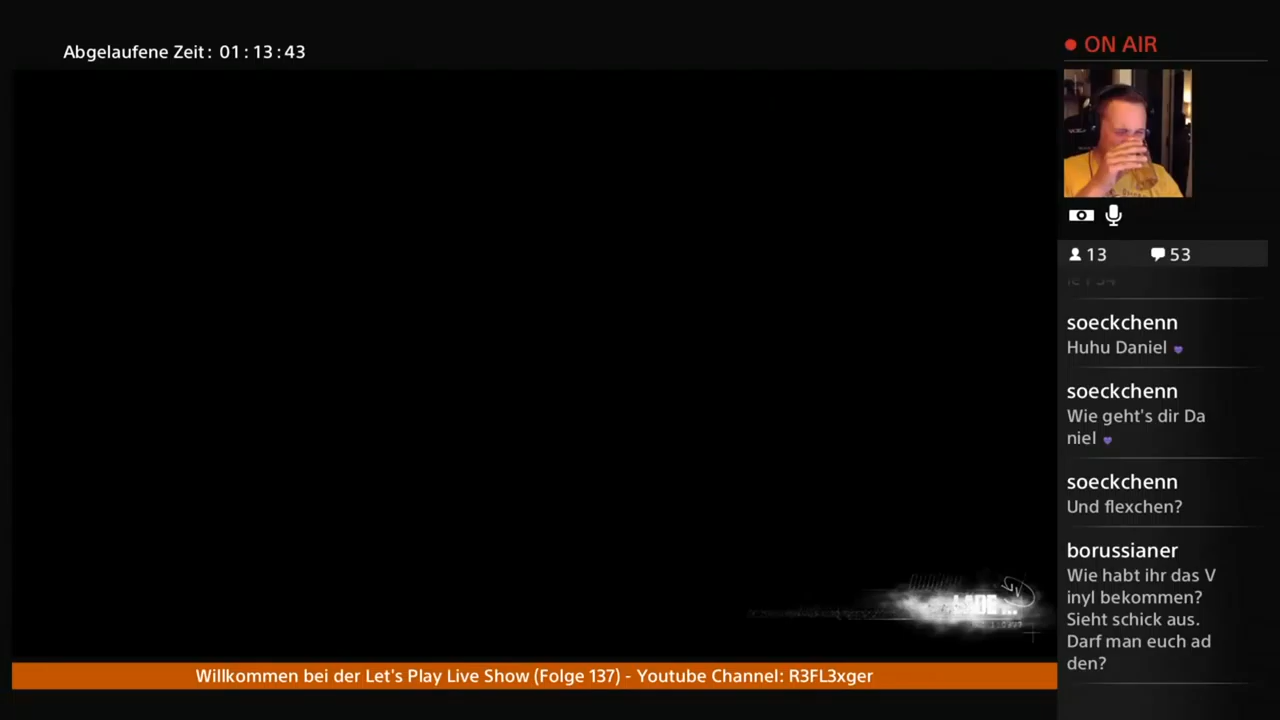 Abgelaufene Zeit: 01:13:43
ON AIR
13 53
soeckchenn
Huhu Daniel
soeckchenn
Wie geht's dir Da
niel
soeckchenn
Und flexchen?
borussianer
Wie habt ihr das V
inyl bekommen?
Sieht schick aus.
Darf man euch ad
den?
LADE ...
Willkommen bei der Let's Play Live Show (Folge 137) - Youtube Channel: R3FL3xger